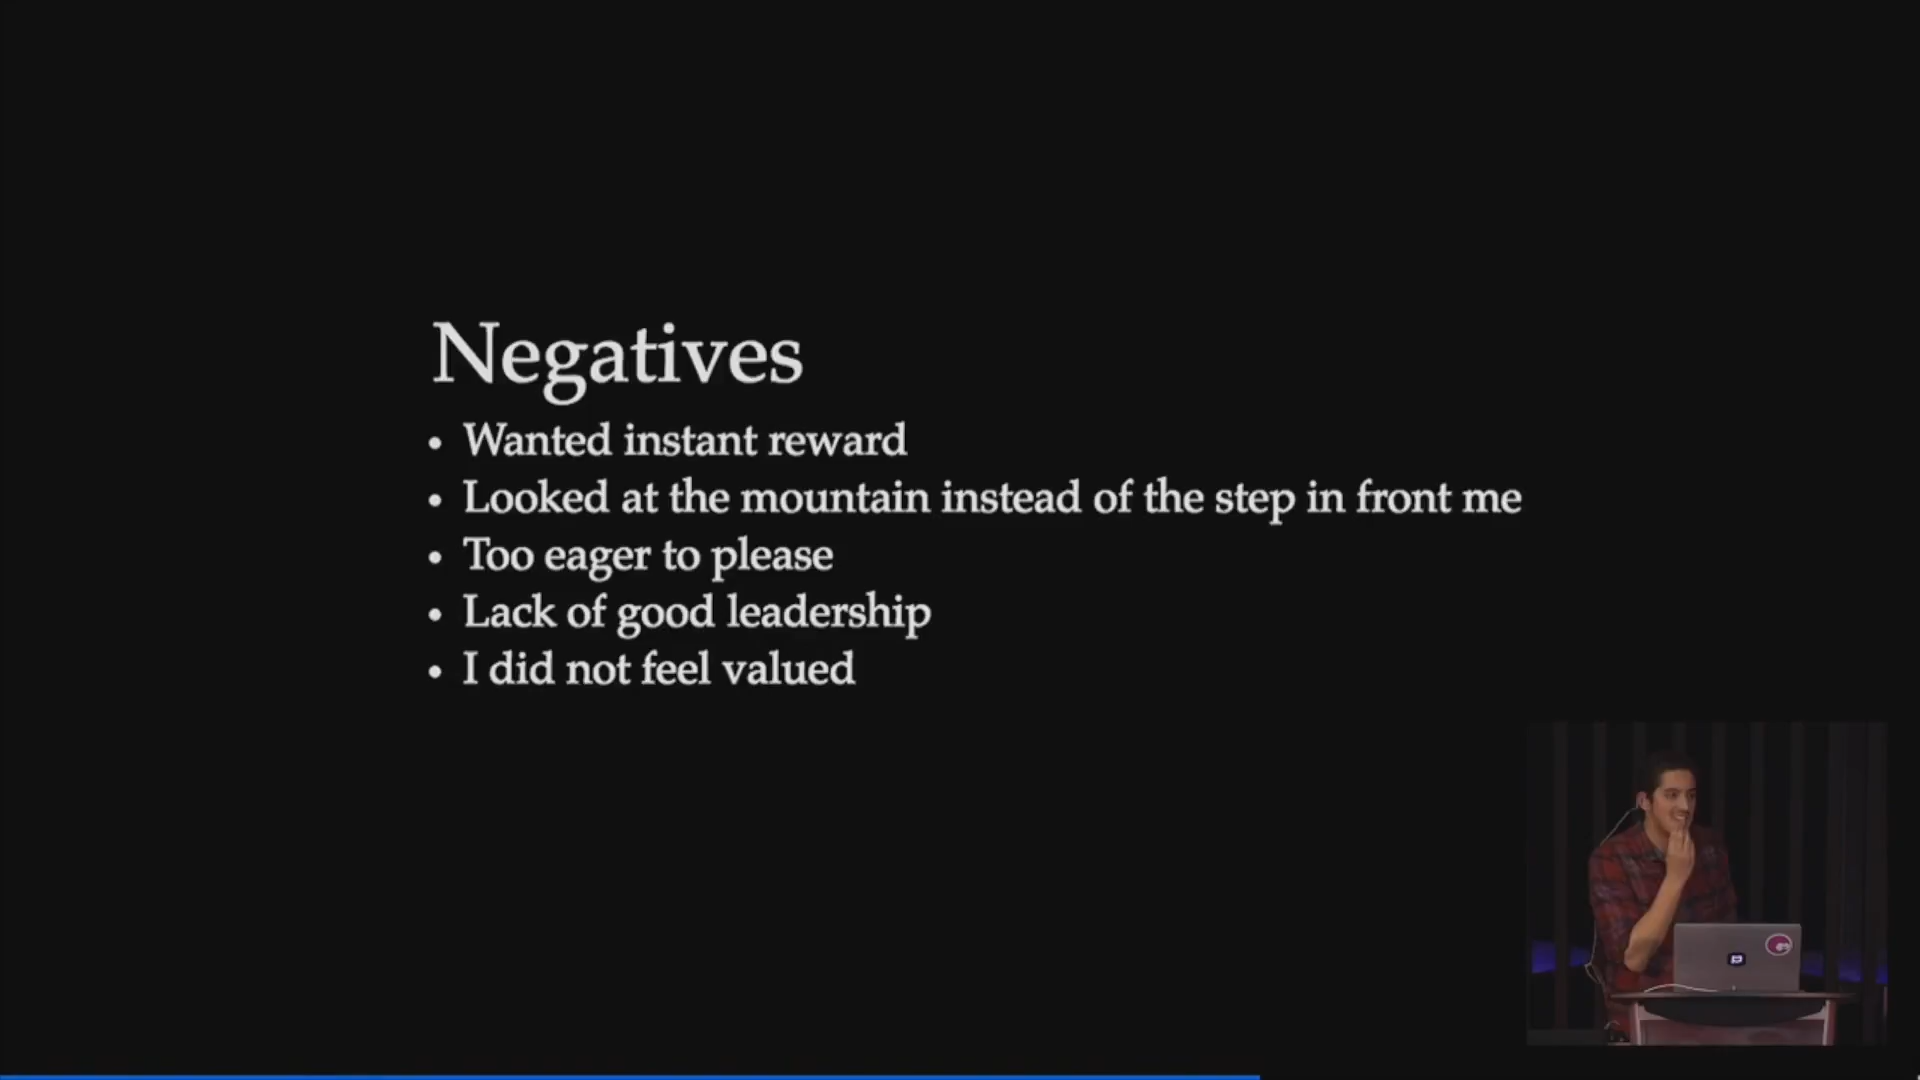 Negatives
• Wanted instant reward
• Looked at the mountain instead of the step in front me
• Too eager to please
• Lack of good leadership
• I did not feel valued